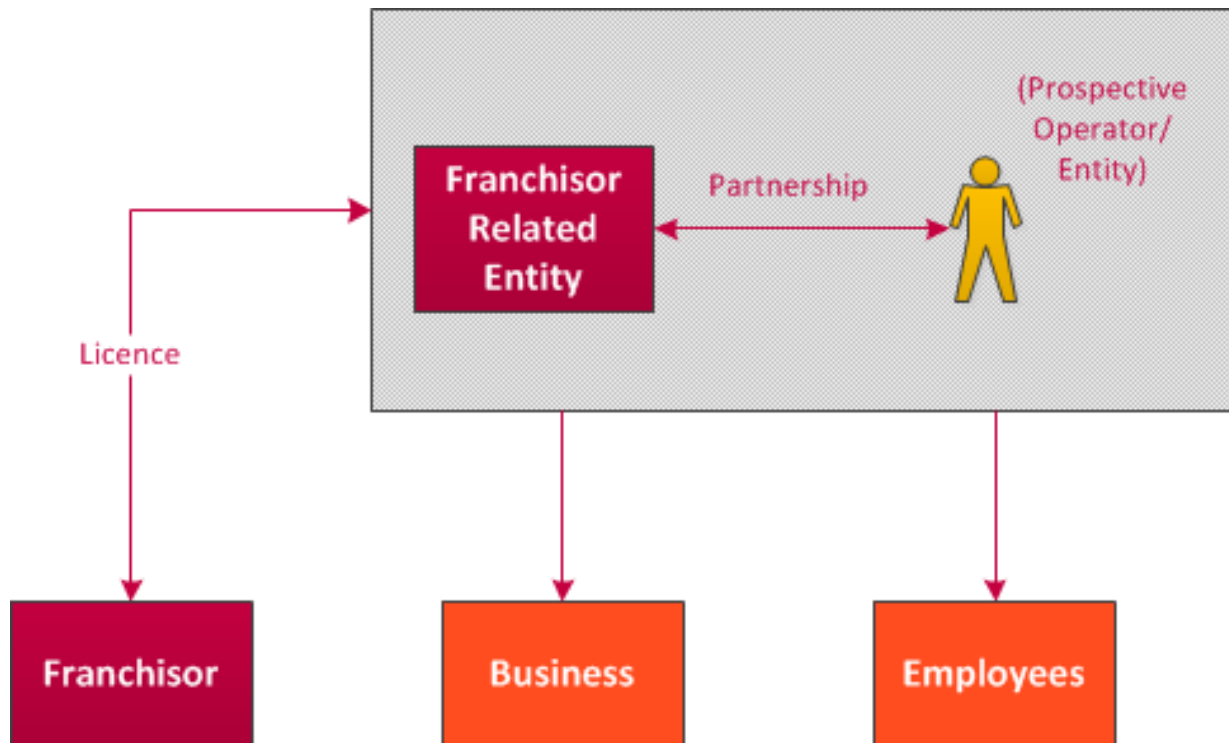 (Prospective
Operator/
Entity)
Franchisor
Related
Entity
Partnership
Licence
Franchisor
Business
Employees